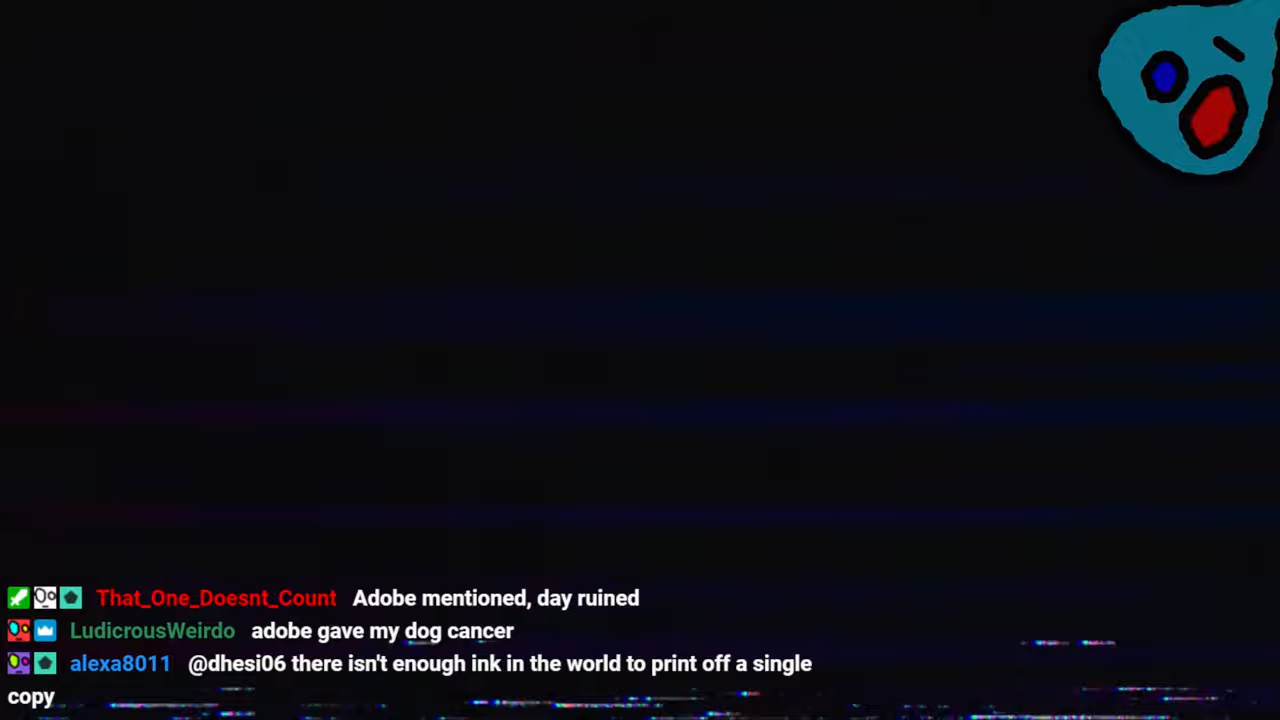 That_One_Doesnt_Count Adobe mentioned, day ruined
LudicrousWeirdo adobe gave my dog cancer
alexa8011 @dhesi06 there isn't enough ink in the world to print off a single
copy